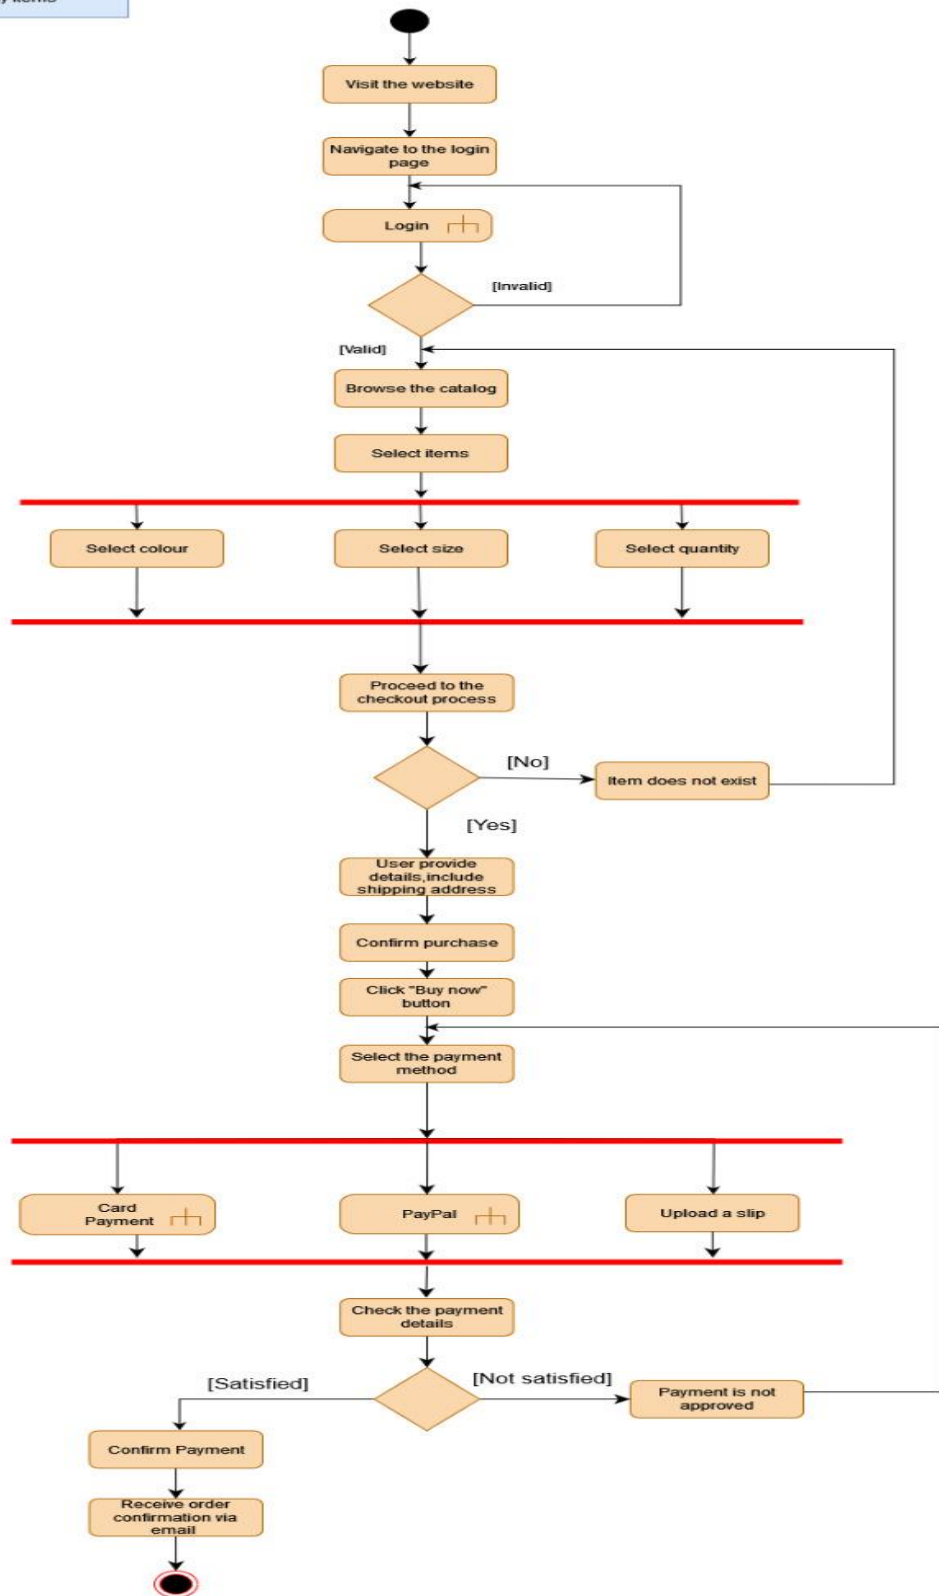 items
Visit the website
Navigate to the login
page
Login
[Invalid]
[Valid]
Browse the catalog
Select items
Select colour
Select size
Select quantity
Proceed to the
checkout process
[No]
Item does not exist
[Yes]
User provide
details,include
shipping address
Confirm purchase
Click "Buy now"
button
Select the payment
method
Card
Payment
PayPal
Upload a slip
Check the payment
details
[Satisfied]
[Not satisfied]
Payment is not
approved
Confirm Payment
Receive order
confirmation via
email